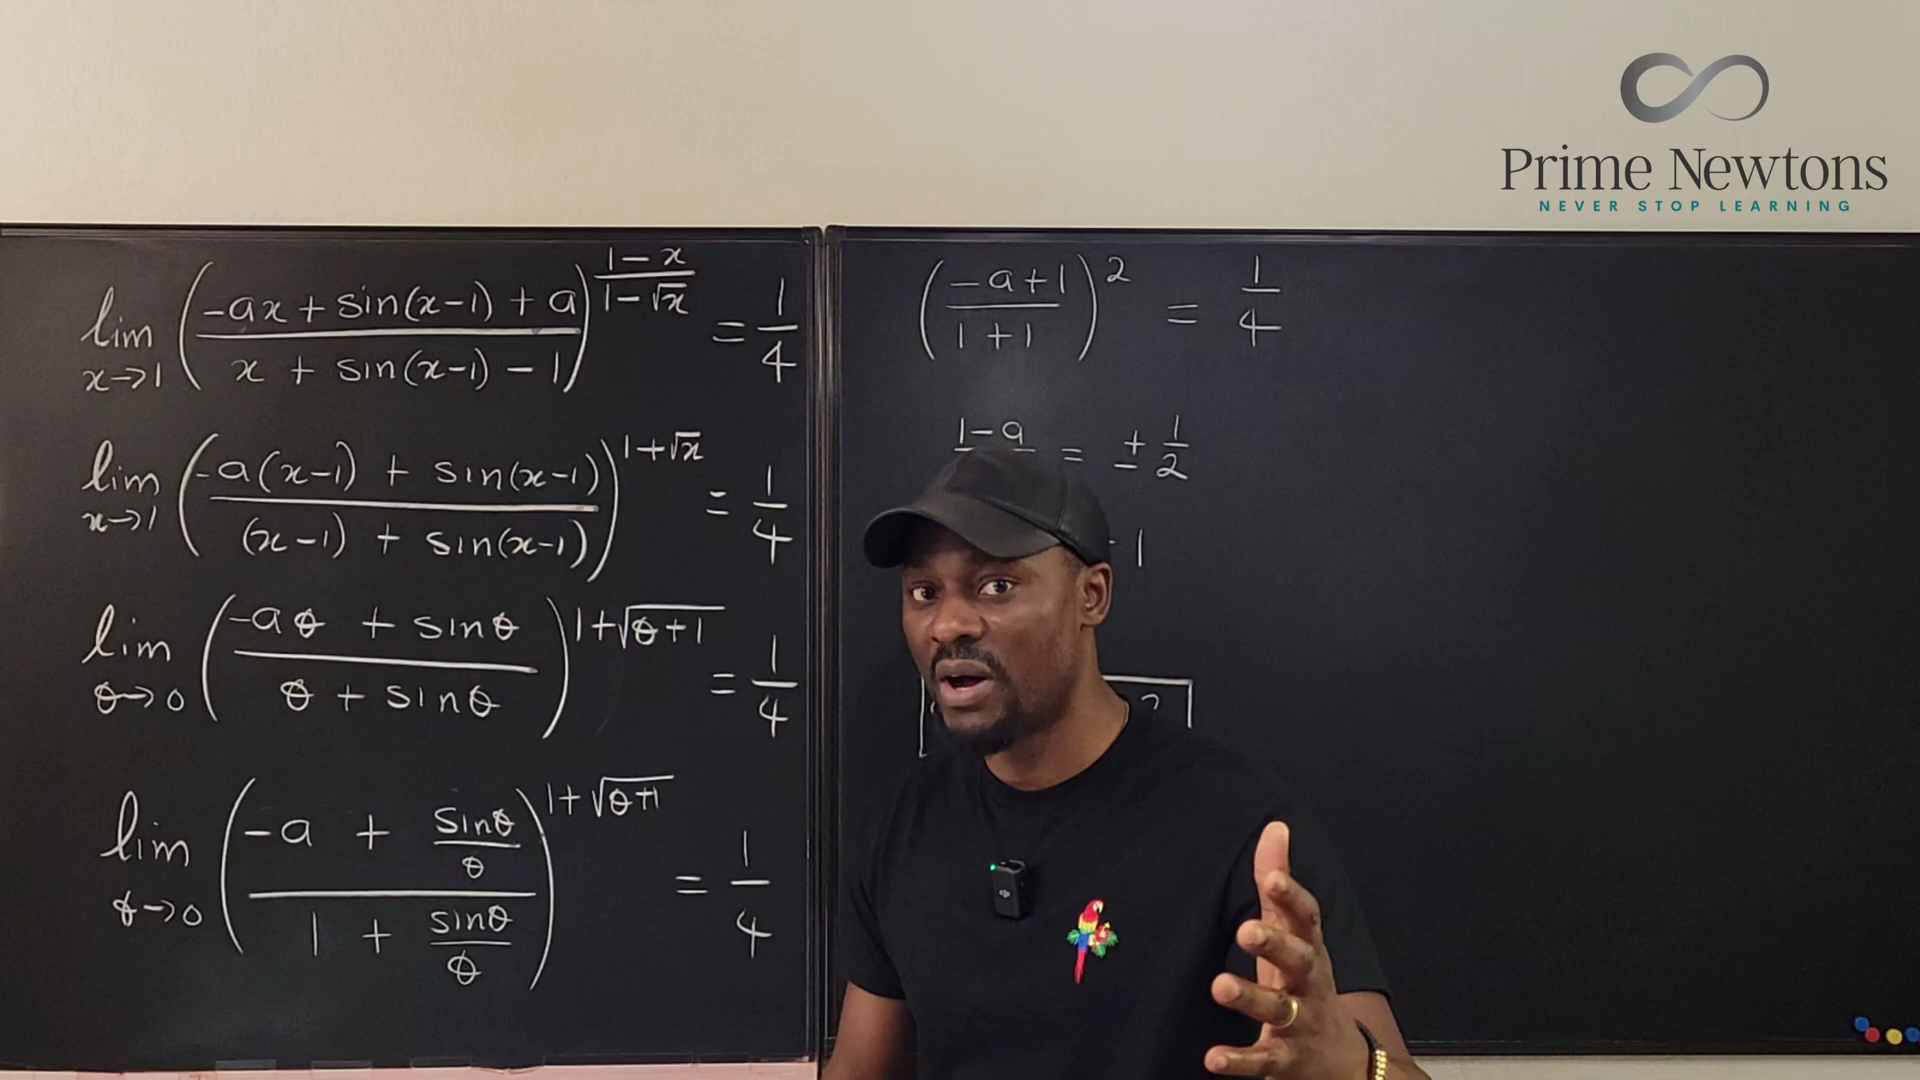 Prime Newtons
NEVER STOP LEARNING
lim x→1 ((-ax + sin(x-1) + a)/(x + sin(x-1) - 1))^((1-x)/(1-√x)) = 1/4
lim x→1 ((-a(x-1) + sin(x-1))/((x-1) + sin(x-1)))^(1+√x) = 1/4
lim θ→0 ((-aθ + sinθ)/(θ + sinθ))^(1+√(θ+1)) = 1/4
lim θ→0 ((-a + sinθ/θ)/(1 + sinθ/θ))^(1+√(θ+1)) = 1/4
((-a+1)/(1+1))^2 = 1/4
1-a = ± 1/2
1